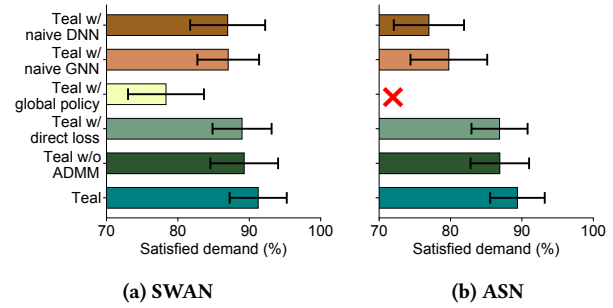 Teal w/
naive DNN
Teal w/
naive GNN
Teal w/
global policy
Teal w/
direct loss
Teal w/o
ADMM
Teal
70 80 90 100
Satisfied demand (%)
(a) SWAN
70 80 90 100
Satisfied demand (%)
(b) ASN